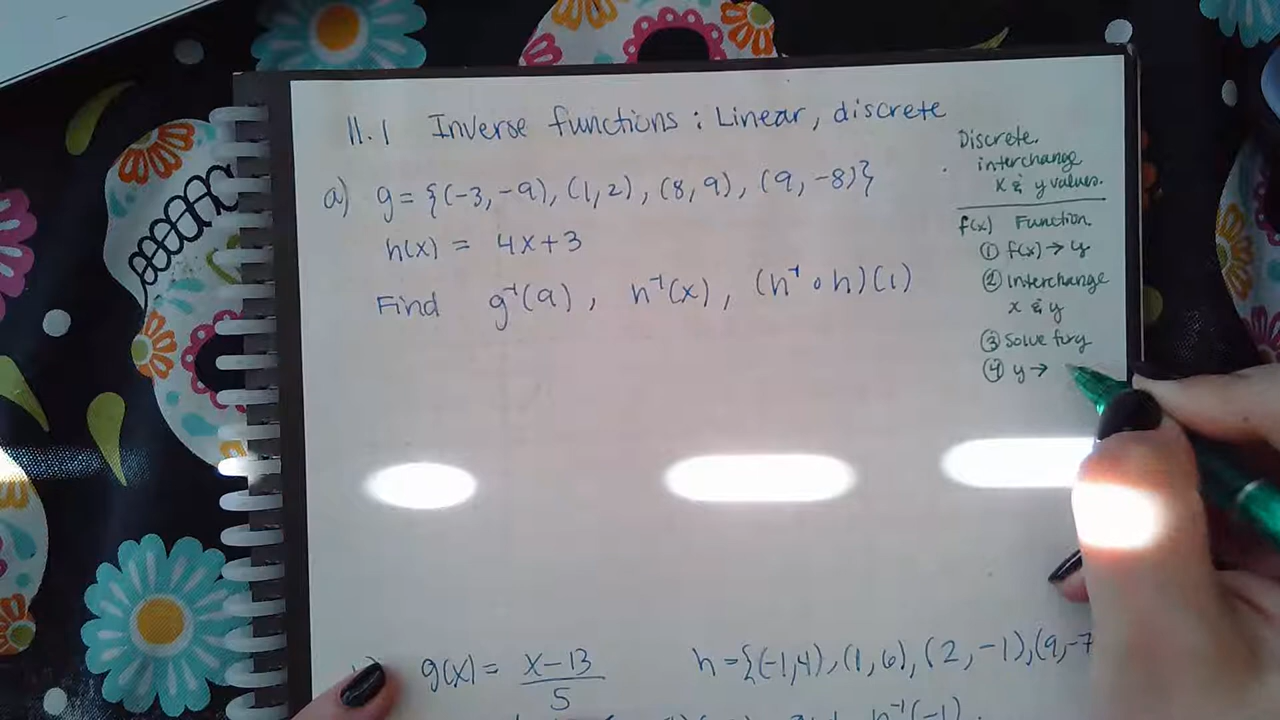 11.1 Inverse functions: Linear, discrete
a) g = {(-3, -9), (1, 2), (8, 9), (9, -8)}
h(x) = 4x+3
Find g⁻¹(9), h⁻¹(x), (h⁻¹ ∘ h)(1)
Discrete
interchange
x & y values.
f(x) Function
① f(x) → y
② Interchange
x & y
③ Solve for y
④ y →
g(x) = x-13
5
h = {(-1,4), (1,6), (2,-1), (9,-7
h⁻¹(-1).